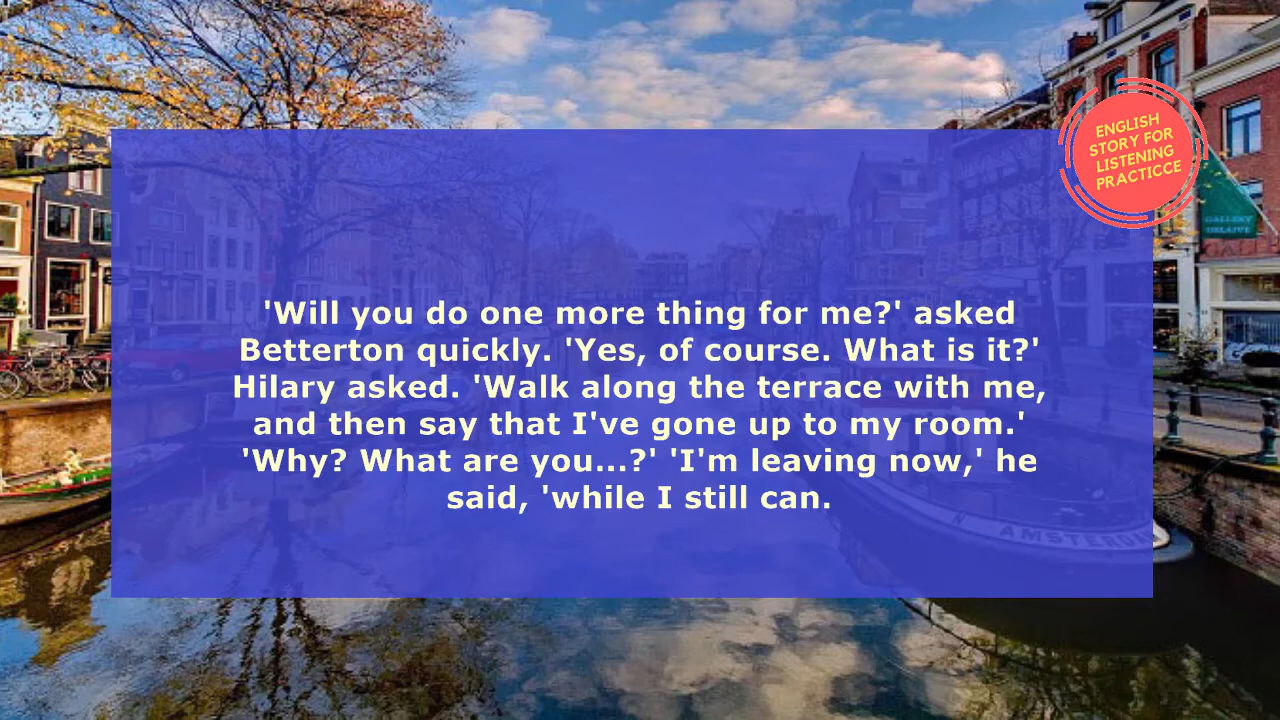 ENGLISH
STORY FOR
LISTENING
PRACTICCE
GALLERY
'Will you do one more thing for me?' asked
Betterton quickly. 'Yes, of course. What is it?'
Hilary asked. 'Walk along the terrace with me,
and then say that I've gone up to my room.'
'Why? What are you...?' 'I'm leaving now,' he
said, 'while I still can.
AMSTERDAM